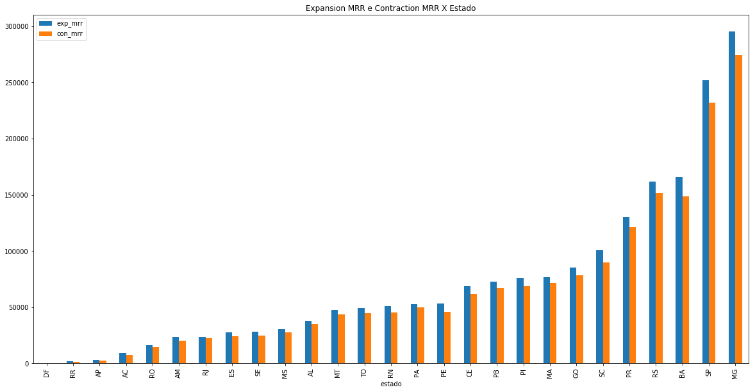 Expansion MRR e Contraction MRR X Estado
exp_mrr
con_mrr
300000
250000
200000
150000
100000
50000
0
DF RR AP AC RO AM RJ ES SE MS AL MT TO RN PA PE CE PB PI MA GO SC PR RS BA SP MG
estado